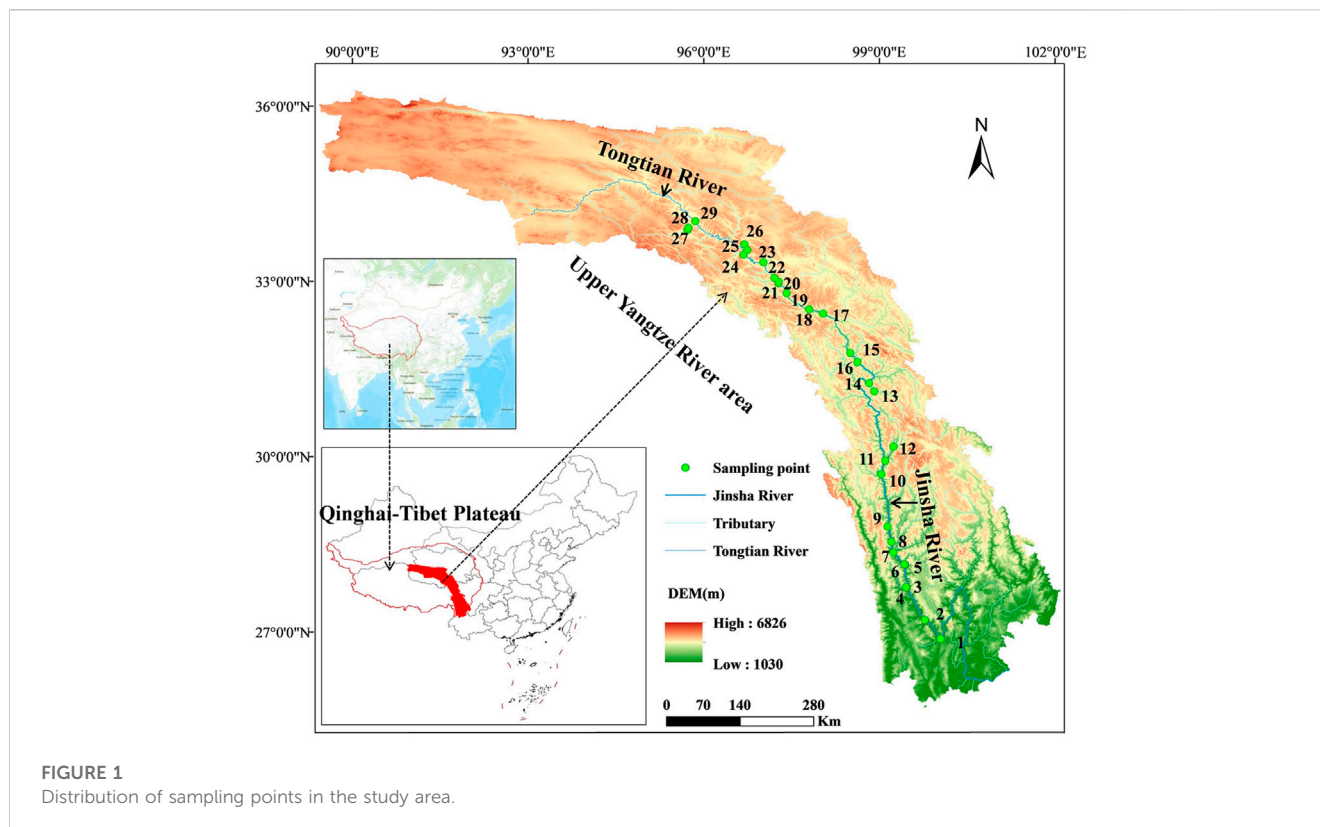 90°0'0"E
93°0'0"E
96°0'0"E
99°0'0"E
102°0'0"E
36°0'0"N
33°0'0"N
30°0'0"N
27°0'0"N
N
Tongtian River
28
29
27
25
26
24
23
22
21
20
19
18
17
15
16
14
13
12
11
10
9
8
7
6
5
4
3
2
1
Upper Yangtze River area
Jinsha River
Qinghai-Tibet Plateau
Sampling point
Jinsha River
Tributary
Tongtian River
DEM(m)
High : 6826
Low : 1030
0 70 140 280
Km
FIGURE 1
Distribution of sampling points in the study area.